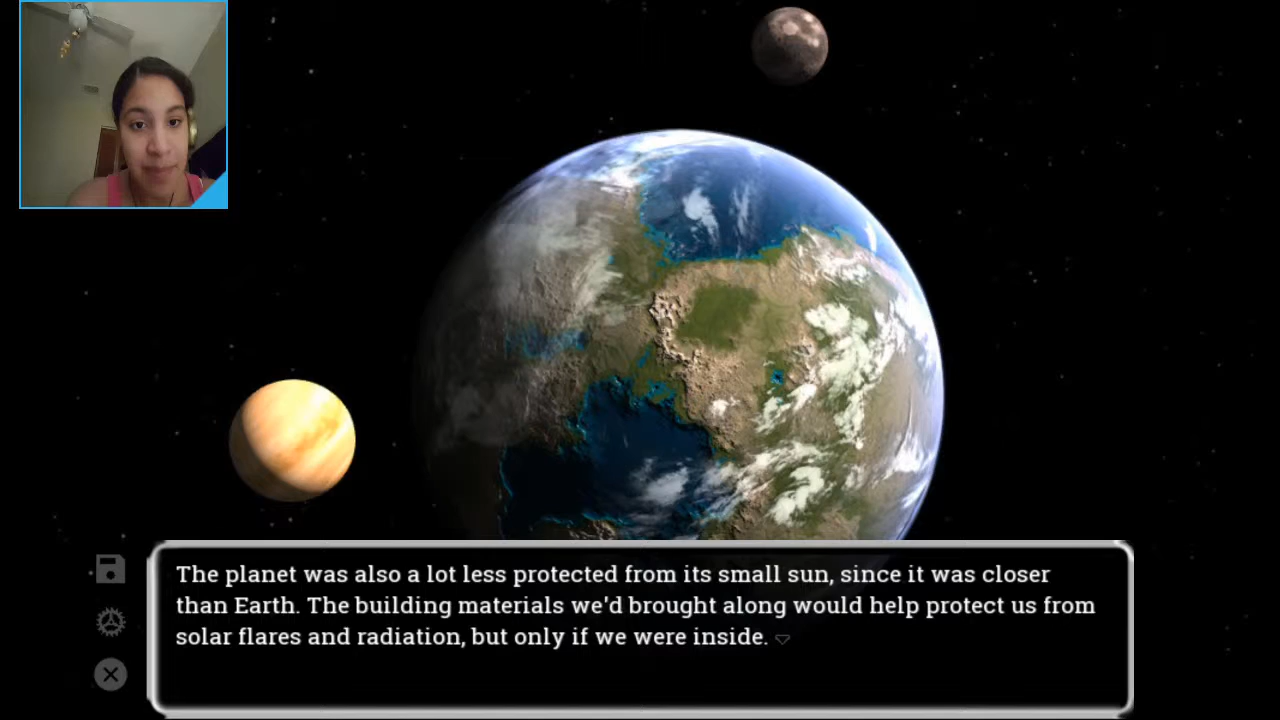 The planet was also a lot less protected from its small sun, since it was closer
than Earth. The building materials we'd brought along would help protect us from
solar flares and radiation, but only if we were inside.